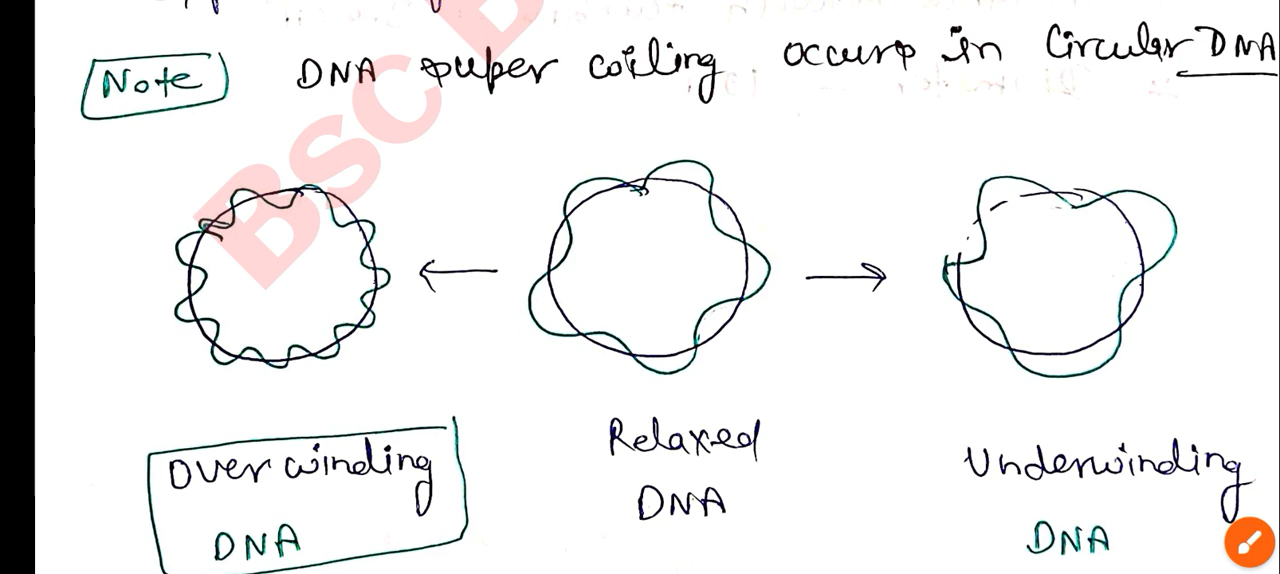 Note DNA super coiling occurs in Circular DNA
Over winding Relaxed Underwinding
DNA DNA DNA
BSC